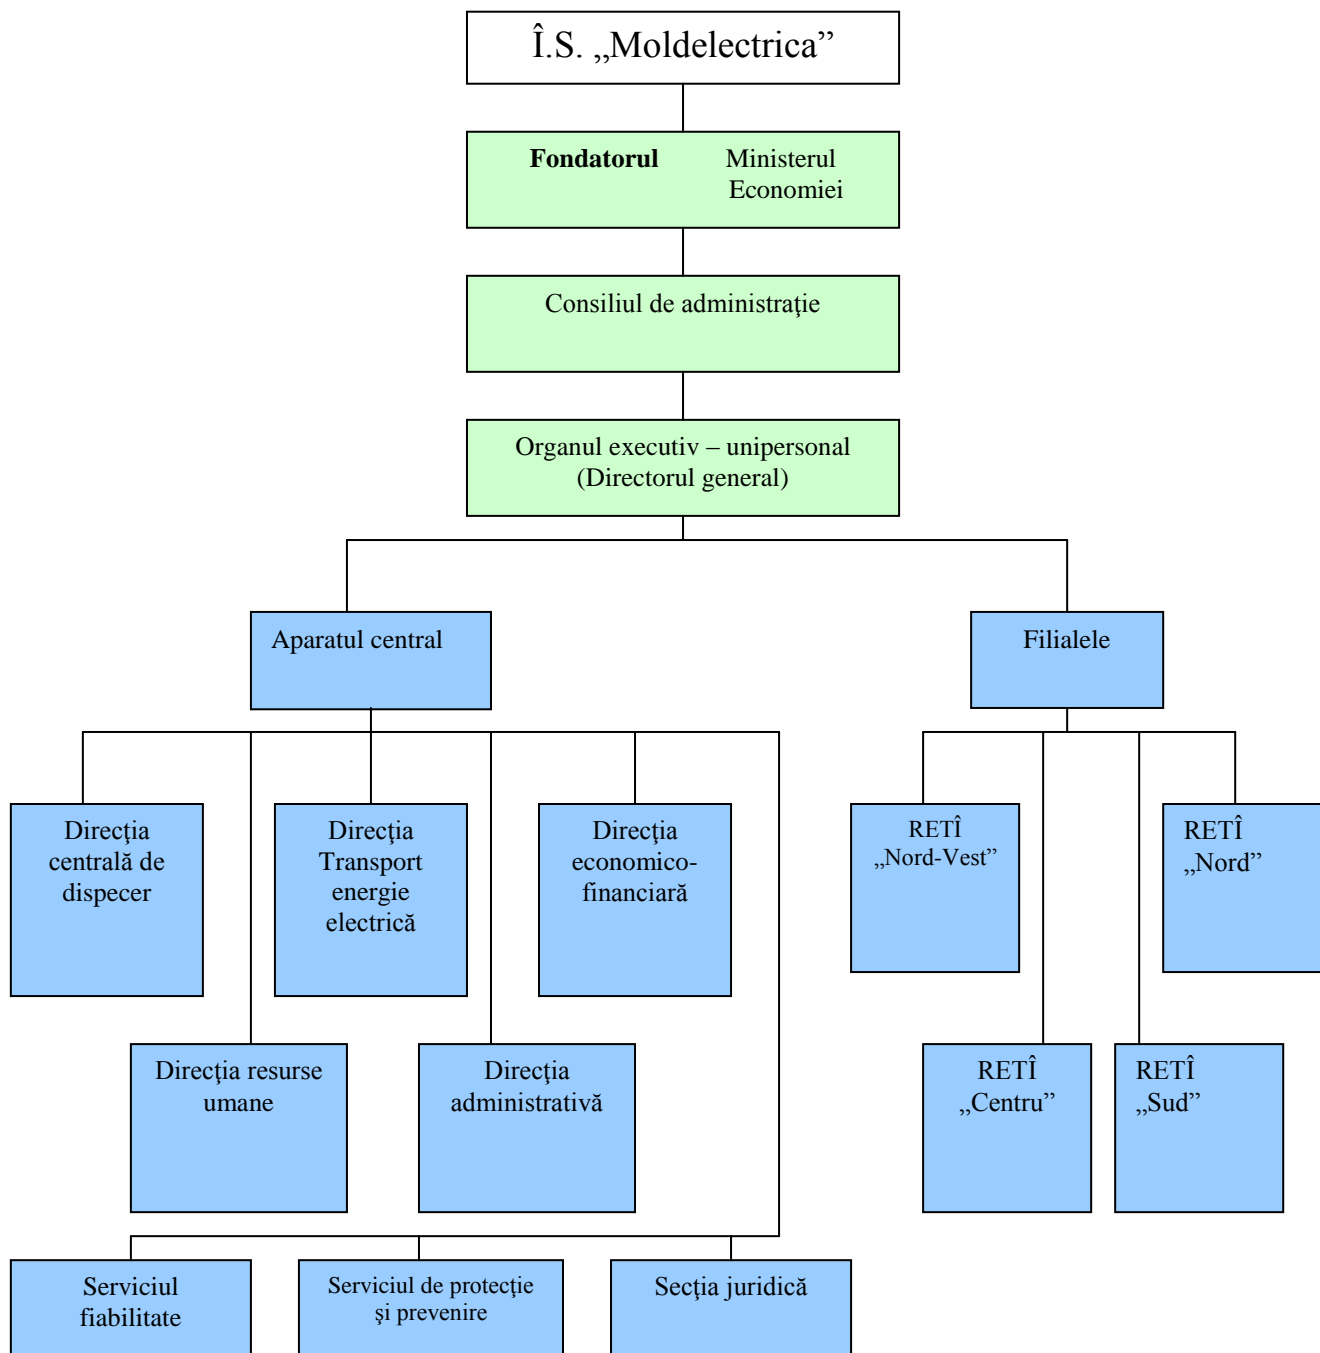 Î.S. „Moldelectrica”
Fondatorul Ministerul
Economiei
Consiliul de administraţie
Organul executiv – unipersonal
(Directorul general)
Aparatul central
Filialele
Direcţia
centrală de
dispecer
Direcţia
Transport
energie
electrică
Direcţia
economico-
financiară
RETÎ
„Nord-Vest”
RETÎ
„Nord”
Direcţia resurse
umane
Direcţia
administrativă
RETÎ
„Centru”
RETÎ
„Sud”
Serviciul
fiabilitate
Serviciul de protecţie
şi prevenire
Secţia juridică